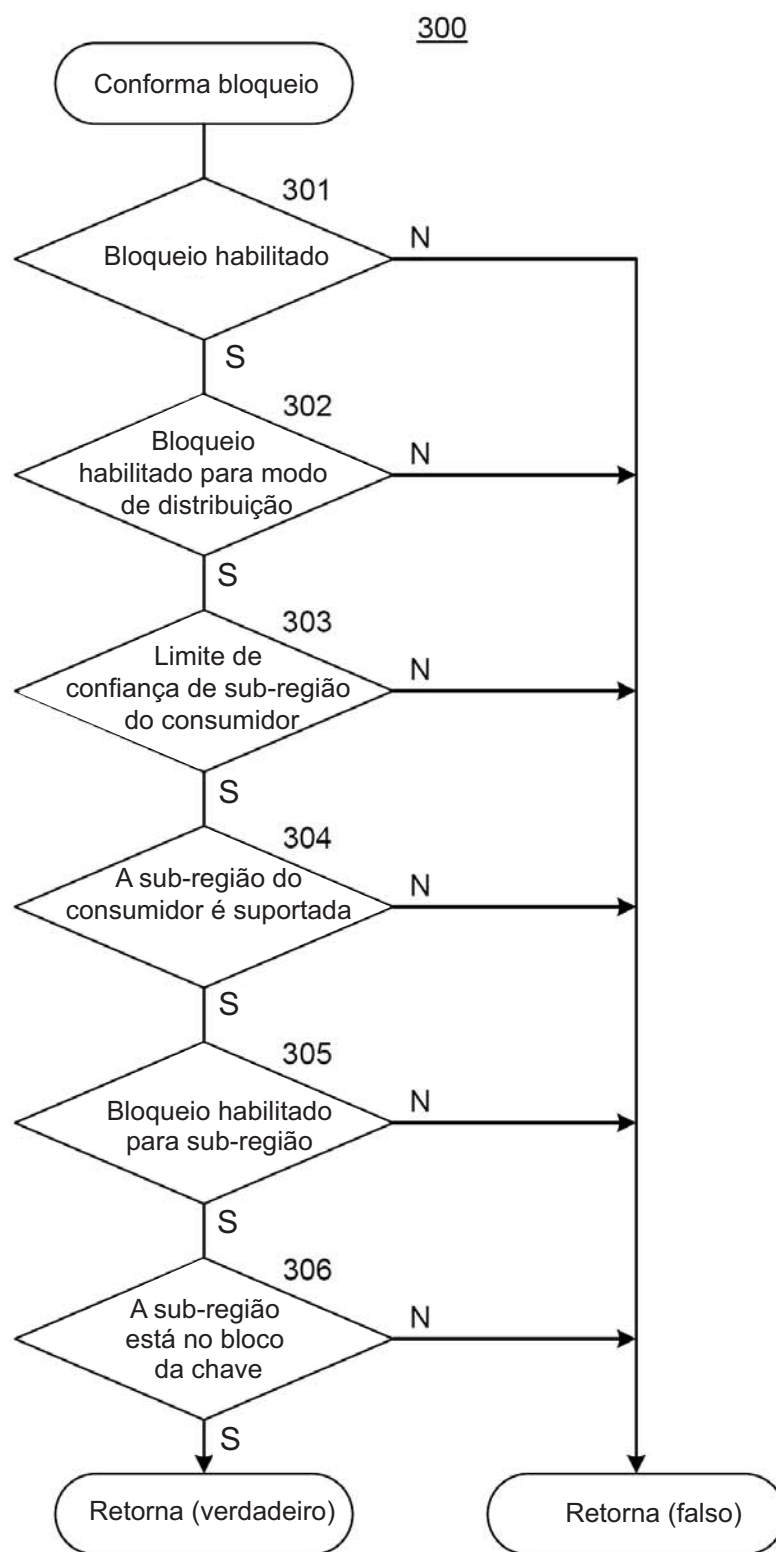 300
Conforma bloqueio
301
Bloqueio habilitado
N
S
302
Bloqueio
habilitado para modo
de distribuição
N
S
303
Limite de
confiança de sub-região
do consumidor
N
S
304
A sub-região do
consumidor é suportada
N
S
305
Bloqueio habilitado
para sub-região
N
S
306
A sub-região
está no bloco
da chave
N
S
Retorna (verdadeiro)
Retorna (falso)